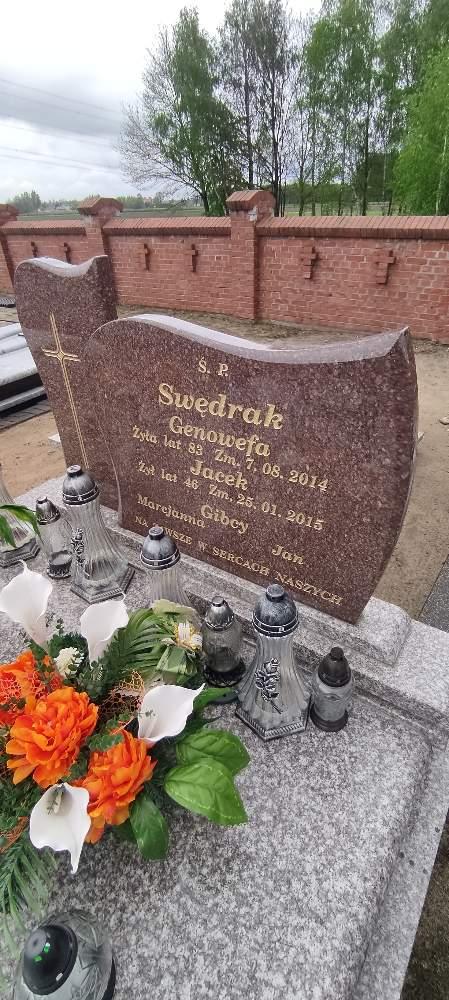 Ś. P.
Swędrak
Genowefa
Żyła lat 83 Zm. 7. 08. 2014
Jacek
Żył lat 46 Zm. 25. 01. 2015
Gibcy
Marcjanna Jan
NA ZAWSZE W SERCACH NASZYCH